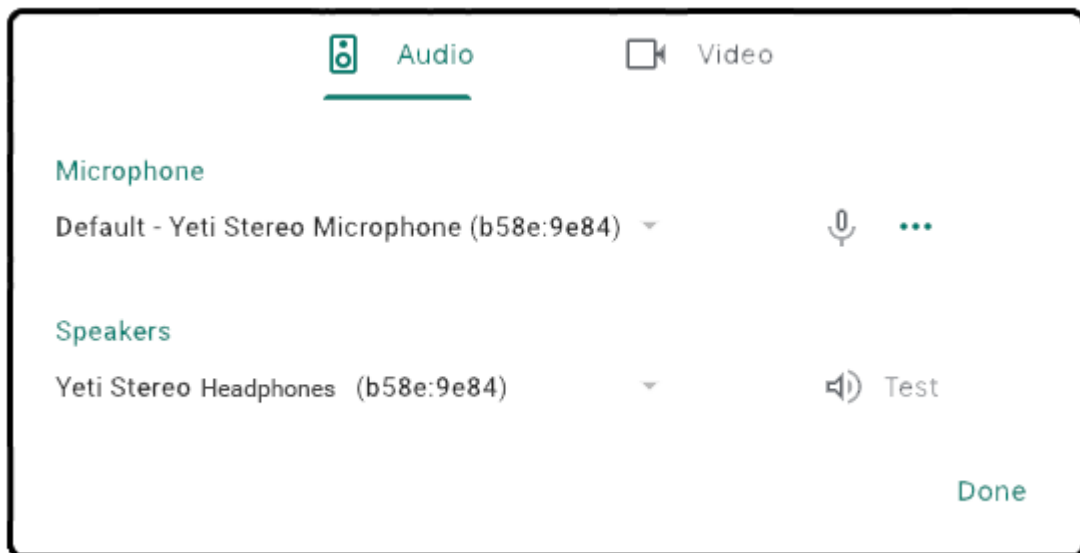 Audio Video
Microphone
Default - Yeti Stereo Microphone (b58e:9e84)
Speakers
Yeti Stereo Headphones (b58e:9e84) Test
Done